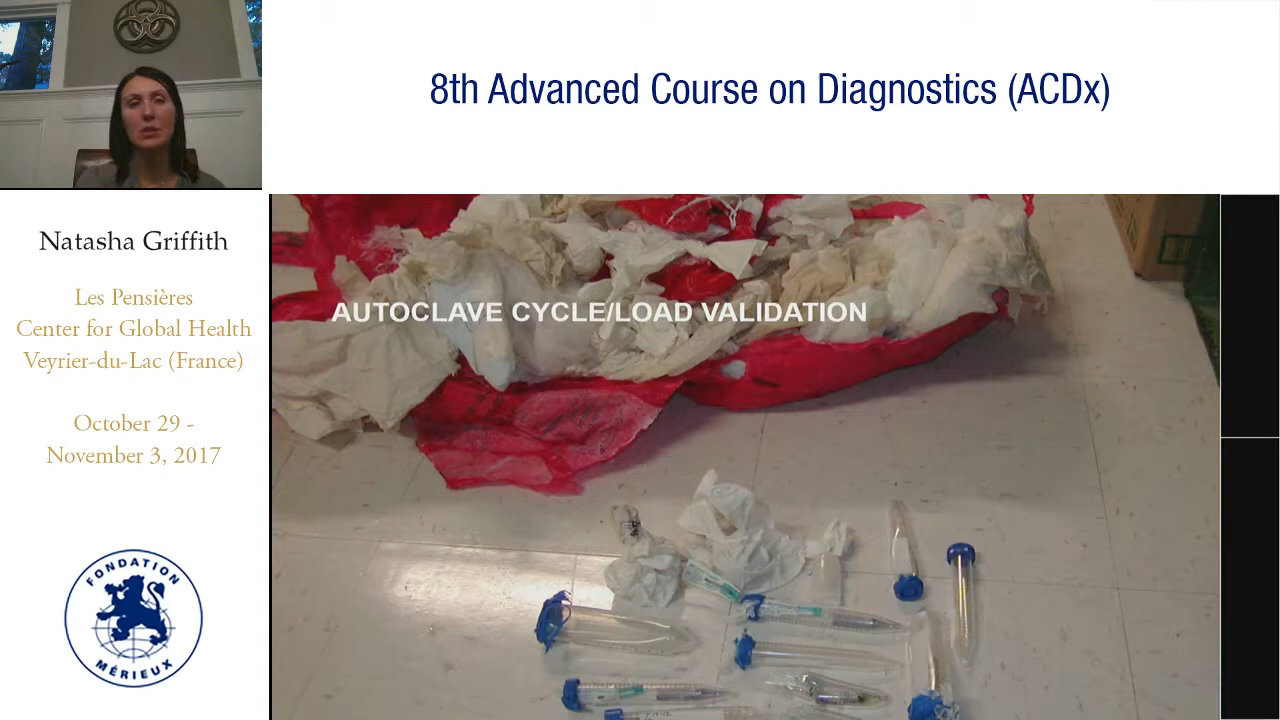 8th Advanced Course on Diagnostics (ACDx)
Natasha Griffith
Les Pensières
Center for Global Health
Veyrier-du-Lac (France)
October 29 -
November 3, 2017
FONDATION
MÉRIEUX
AUTOCLAVE CYCLE/LOAD VALIDATION